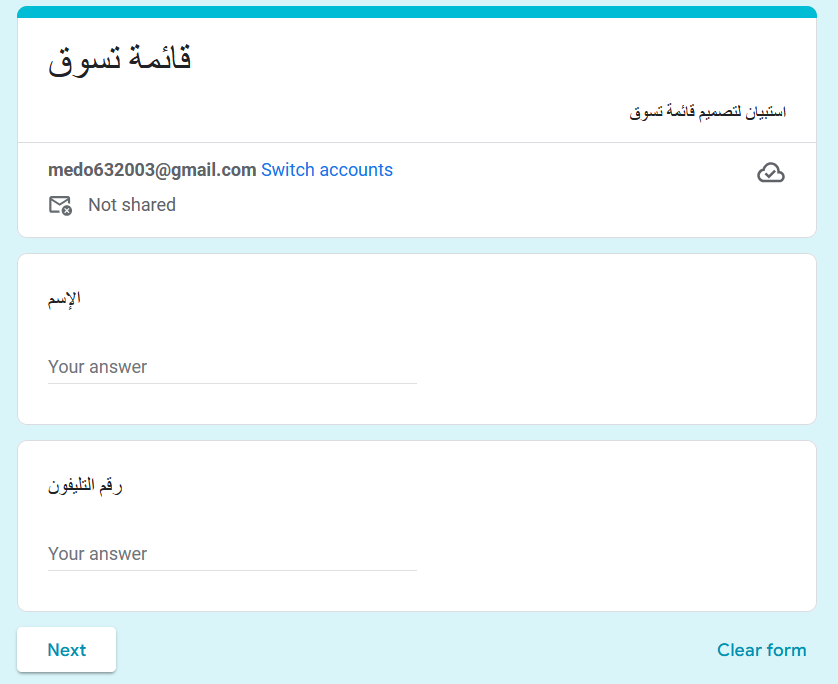 قائمة تسوق
استبيان لتصميم قائمة تسوق
medo632003@gmail.com Switch accounts
Not shared
الإسم
Your answer
رقم التليفون
Your answer
Next Clear form